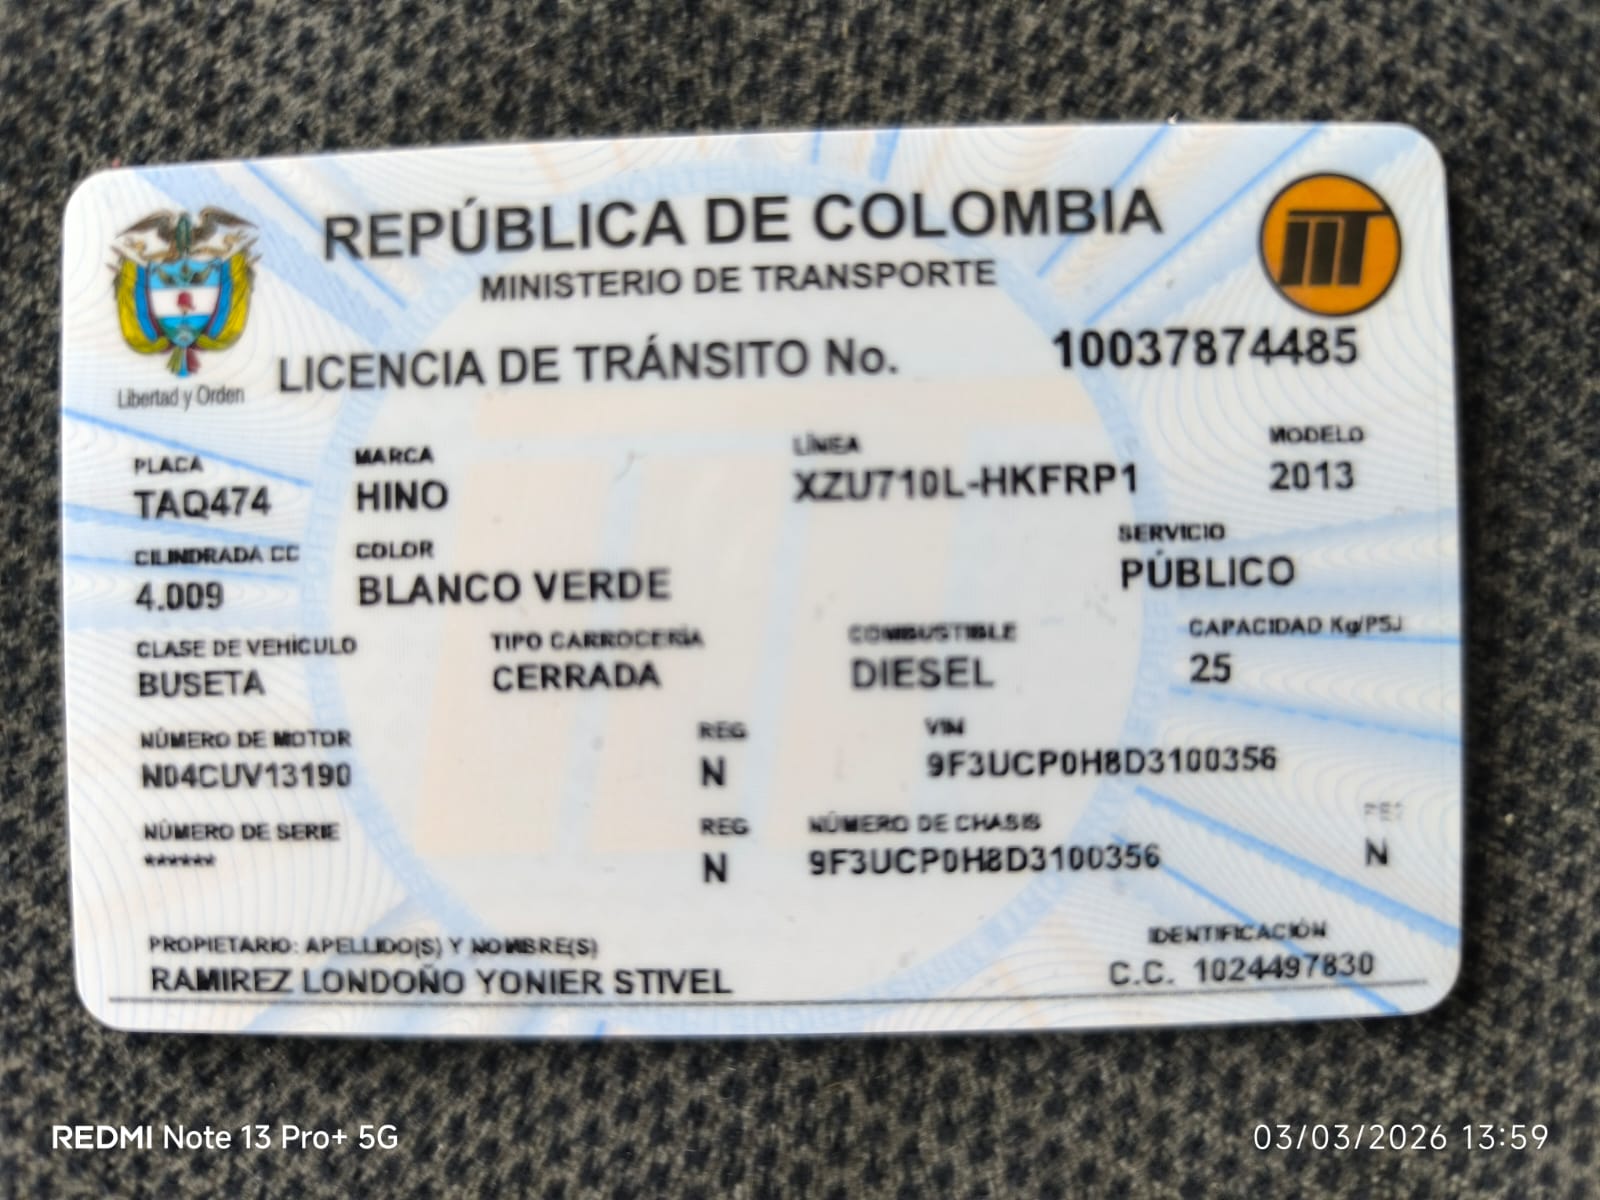 REPÚBLICA DE COLOMBIA
MINISTERIO DE TRANSPORTE
Libertad y Orden
LICENCIA DE TRÁNSITO No. 10037874485
PLACA MARCA LÍNEA MODELO
TAQ474 HINO XZU710L-HKFRP1 2013
CILINDRADA CC COLOR SERVICIO
4.009 BLANCO VERDE PÚBLICO
CLASE DE VEHÍCULO TIPO CARROCERÍA COMBUSTIBLE CAPACIDAD Kg/PSJ
BUSETA CERRADA DIESEL 25
NÚMERO DE MOTOR REG VIN
N04CUV13190 N 9F3UCP0H8D3100356
NÚMERO DE SERIE REG NÚMERO DE CHASIS REG
****** N 9F3UCP0H8D3100356 N
PROPIETARIO: APELLIDO(S) Y NOMBRE(S) IDENTIFICACIÓN
RAMIREZ LONDOÑO YONIER STIVEL C.C. 1024497830
REDMI Note 13 Pro+ 5G 03/03/2026 13:59